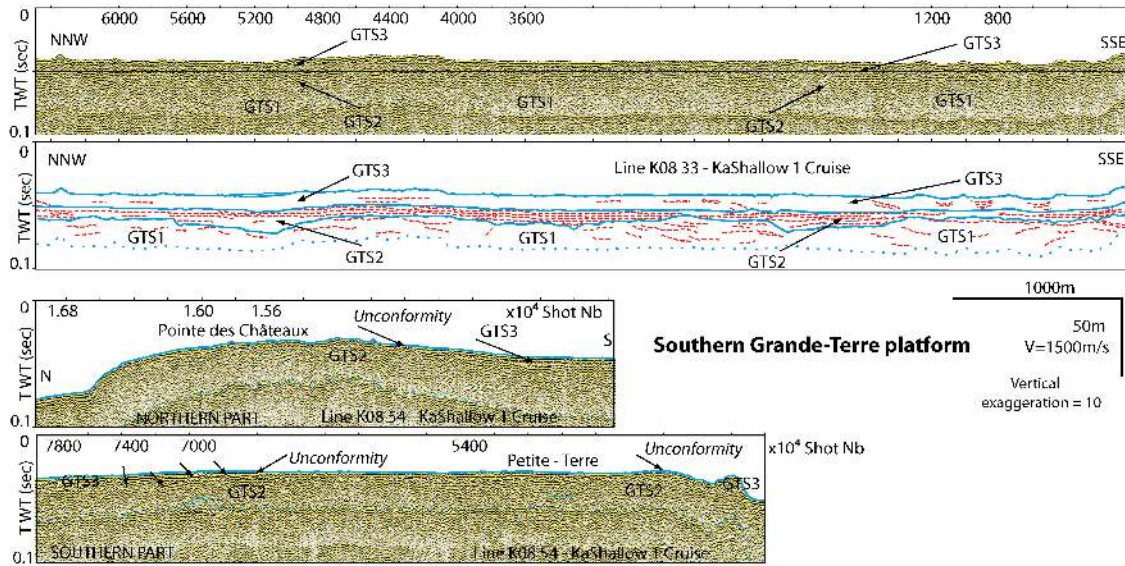 0 6000 5600 5200 4800 4400 4000 3600 1200 800
NNW GTS3 GTS3 SSE
TWT (sec)
GTS1 GTS1 GTS1
GTS2 GTS2
0.1
0
NNW Line K08 33 - KaShallow 1 Cruise SSE
GTS3 GTS3
TWT (sec)
GTS1 GTS1 GTS1
GTS2 GTS2
0.1
0 1.68 1.60 1.56 x10⁴ Shot Nb
Pointe des Châteaux Unconformity GTS3 S
TWT (sec)
N GTS2
NORTHERN PART Line K08 54 - KaShallow 1 Cruise
0.1
1000m
50m
V=1500m/s
Southern Grande-Terre platform
Vertical
exaggeration = 10
0 7800 7400 7000 5400 x10⁴ Shot Nb
Unconformity Petite - Terre Unconformity
TWT (sec)
GTS3 GTS2 GTS2 GTS3
SOUTHERN PART Line K08 54 - KaShallow 1 Cruise
0.1